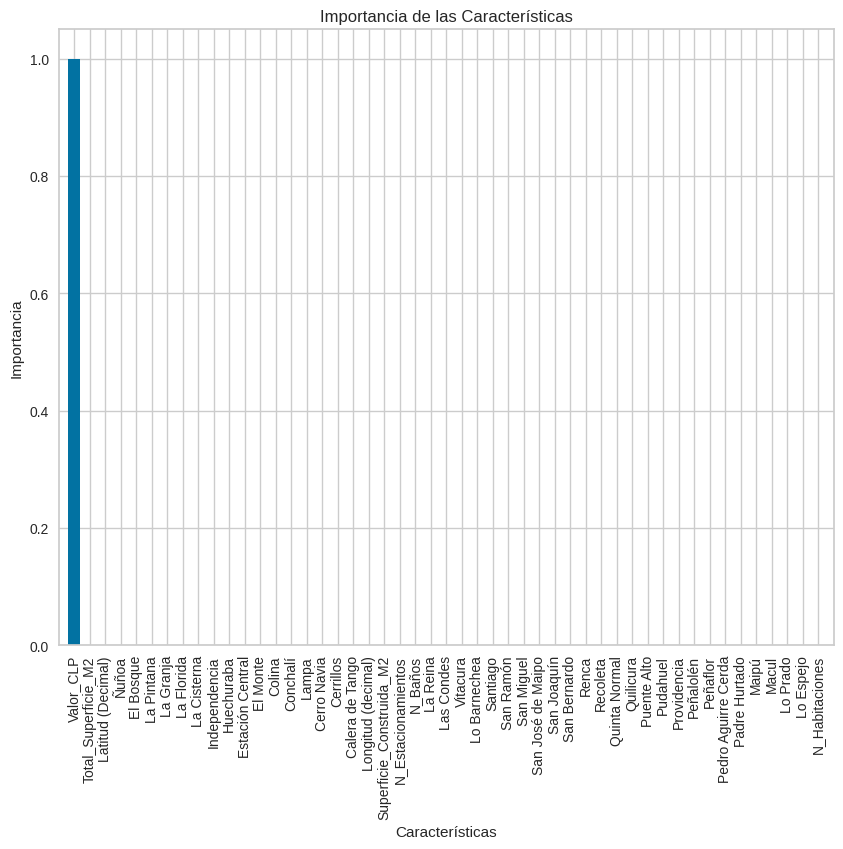 Importancia de las Características
1.0
0.8
0.6
0.4
0.2
0.0
Importancia
Valor_CLP
Total_Superficie_M2
Latitud (Decimal)
Ñuñoa
El Bosque
La Pintana
La Granja
La Florida
La Cisterna
Independencia
Huechuraba
Estación Central
El Monte
Colina
Conchalí
Lampa
Cerro Navia
Cerrillos
Calera de Tango
Longitud (decimal)
Superficie_Construida_M2
N_Estacionamientos
N_Baños
La Reina
Las Condes
Vitacura
Lo Barnechea
Santiago
San Ramón
San Miguel
San José de Maipo
San Joaquín
San Bernardo
Renca
Recoleta
Quinta Normal
Quilicura
Puente Alto
Pudahuel
Providencia
Peñalolén
Peñaflor
Pedro Aguirre Cerda
Padre Hurtado
Maipú
Macul
Lo Prado
Lo Espejo
N_Habitaciones
Características